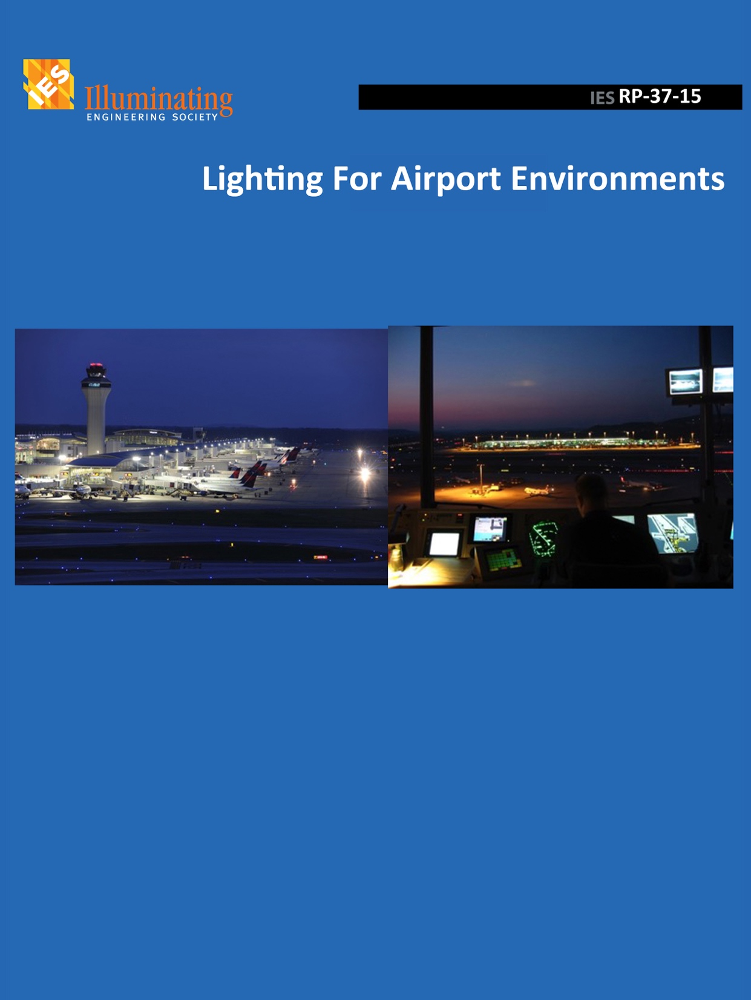 IES
Illuminating
ENGINEERING SOCIETY
IES RP-37-15
Lighting For Airport Environments